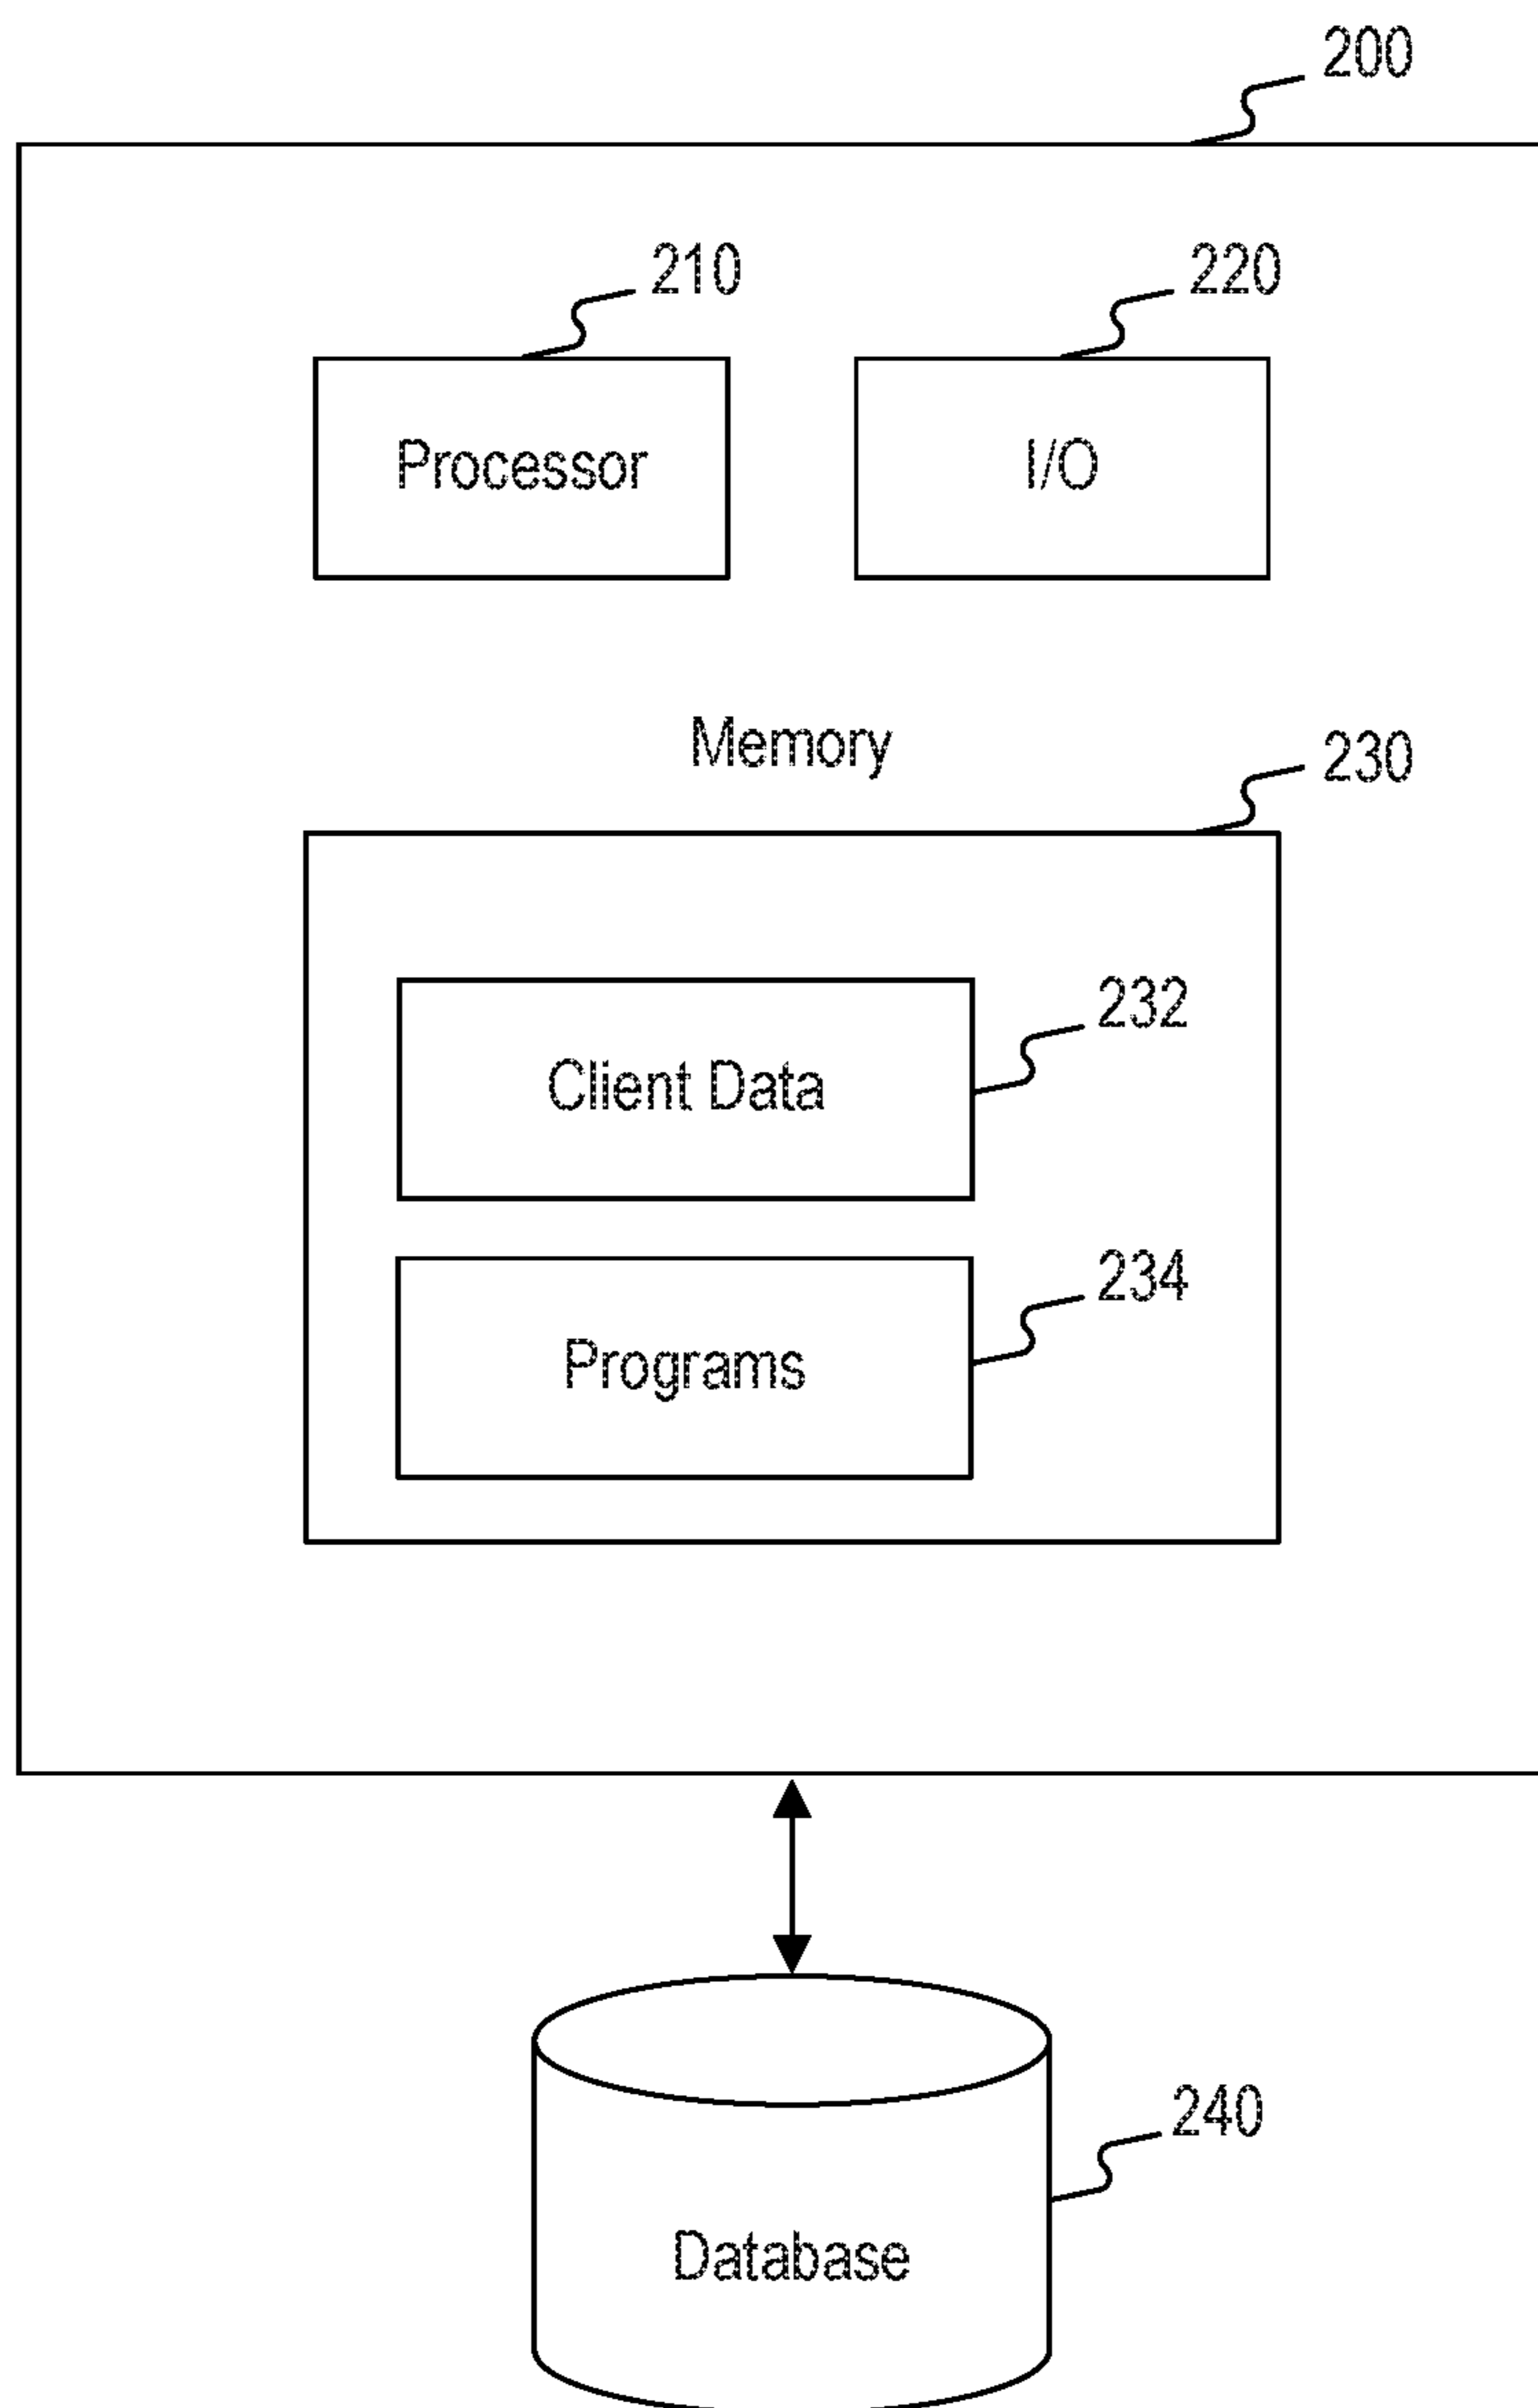 200
210
220
Processor
I/O
Memory
230
232
Client Data
234
Programs
240
Database